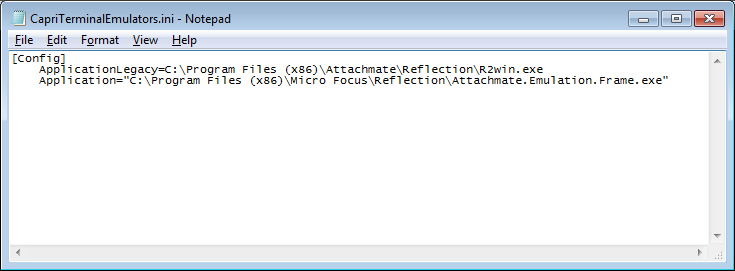 CapriTerminalEmulators.ini - Notepad
File Edit Format View Help
[Config]
ApplicationLegacy=C:\Program Files (x86)\Attachmate\Reflection\R2win.exe
Application="C:\Program Files (x86)\Micro Focus\Reflection\Attachmate.Emulation.Frame.exe"